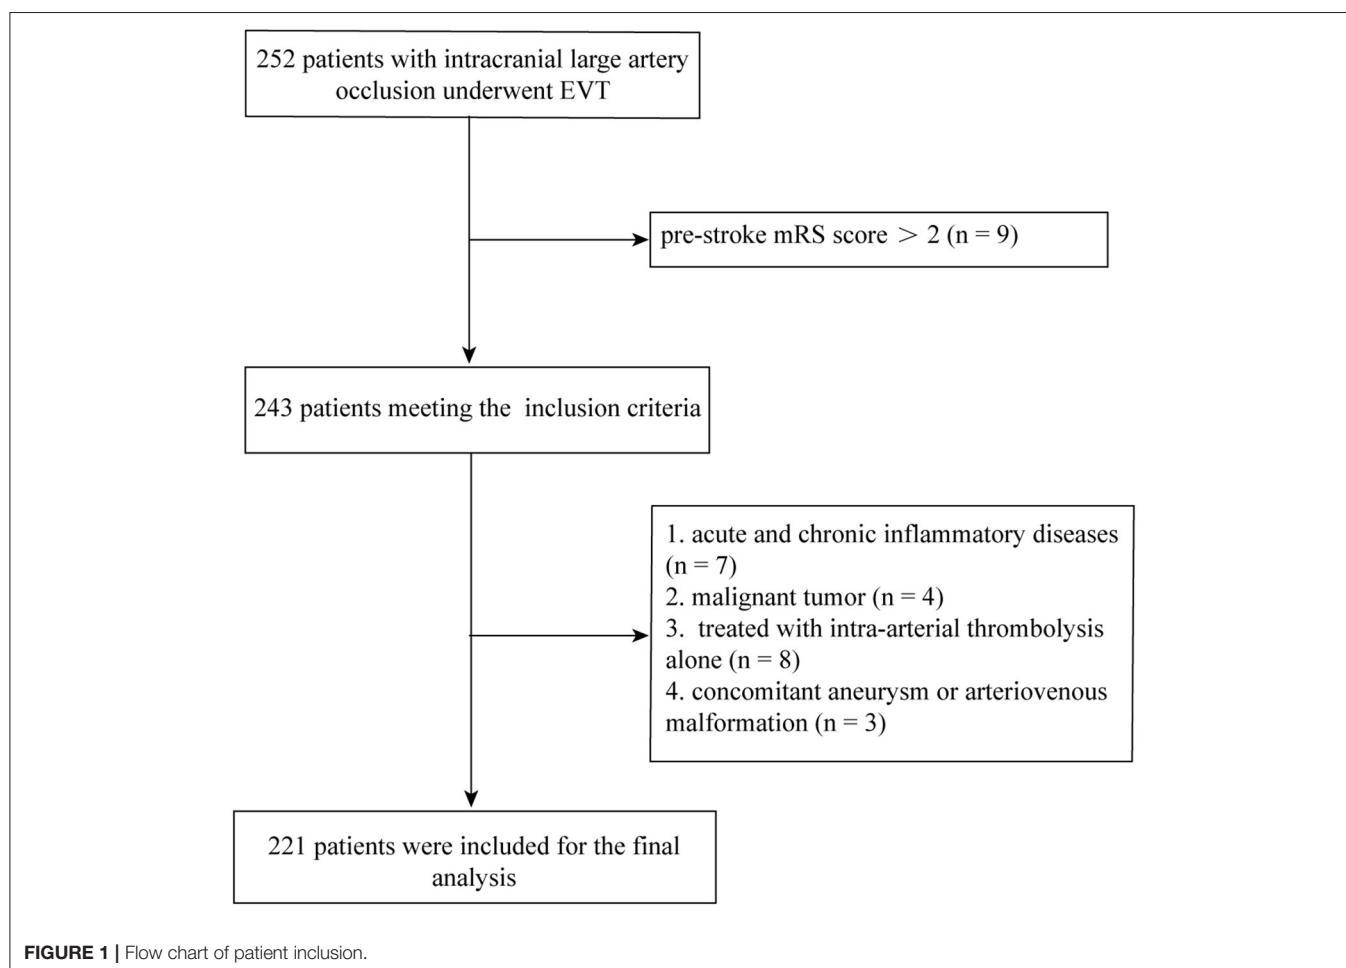 252 patients with intracranial large artery
occlusion underwent EVT
pre-stroke mRS score > 2 (n = 9)
243 patients meeting the inclusion criteria
1. acute and chronic inflammatory diseases
(n = 7)
2. malignant tumor (n = 4)
3. treated with intra-arterial thrombolysis
alone (n = 8)
4. concomitant aneurysm or arteriovenous
malformation (n = 3)
221 patients were included for the final
analysis
FIGURE 1 | Flow chart of patient inclusion.